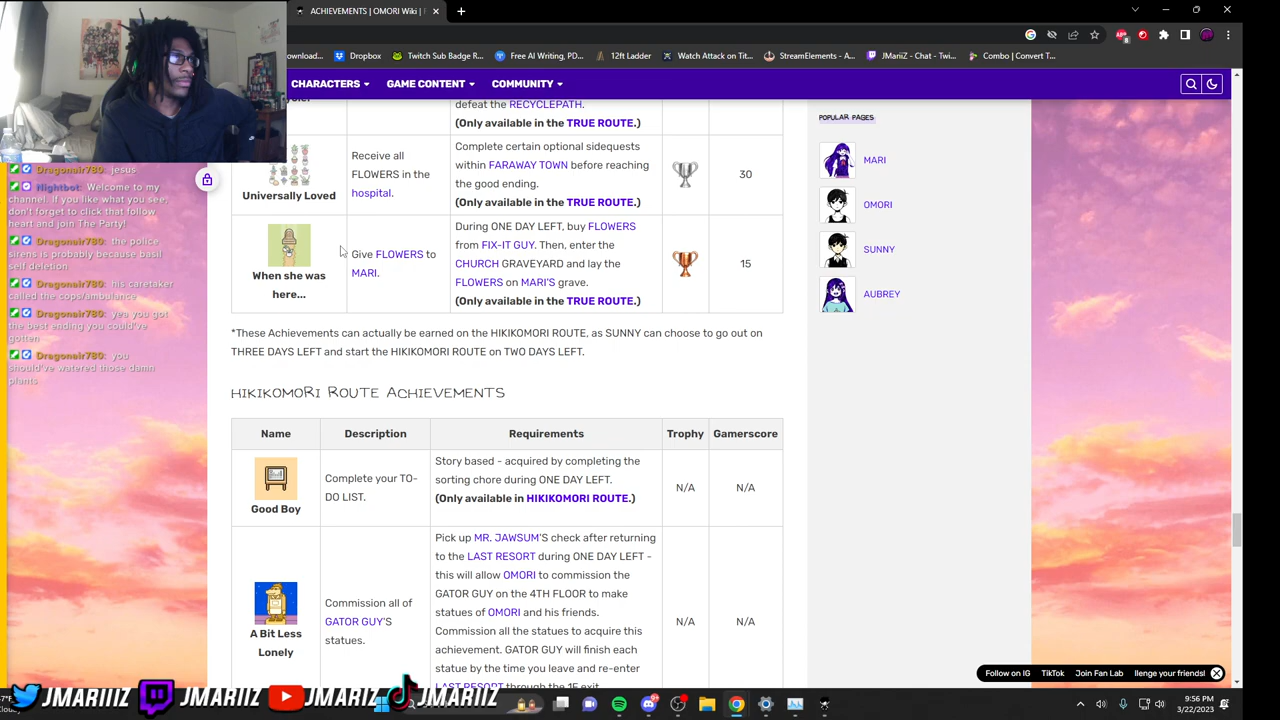 ACHIEVEMENTS | OMORI Wiki |
ownload...
Dropbox
Twitch Sub Badge R...
Free AI Writing, PD...
12ft Ladder
Watch Attack on Tit...
StreamElements - A...
JMariiZ - Chat - Twi...
Combo | Convert T...
CHARACTERS
GAME CONTENT
COMMUNITY
defeat the RECYCLEPATH.
(Only available in the TRUE ROUTE.)
Universally Loved
Receive all
FLOWERS in the
hospital.
Complete certain optional sidequests
within FARAWAY TOWN before reaching
the good ending.
(Only available in the TRUE ROUTE.)
30
When she was
here...
Give FLOWERS to
MARI.
During ONE DAY LEFT, buy FLOWERS
from FIX-IT GUY. Then, enter the
CHURCH GRAVEYARD and lay the
FLOWERS on MARI'S grave.
(Only available in the TRUE ROUTE.)
15
*These Achievements can actually be earned on the HIKIKOMORI ROUTE, as SUNNY can choose to go out on
THREE DAYS LEFT and start the HIKIKOMORI ROUTE on TWO DAYS LEFT.
HIKIKOMORI ROUTE ACHIEVEMENTS
Name
Description
Requirements
Trophy
Gamerscore
Good Boy
Complete your TO-
DO LIST.
Story based - acquired by completing the
sorting chore during ONE DAY LEFT.
(Only available in HIKIKOMORI ROUTE.)
N/A
N/A
A Bit Less
Lonely
Commission all of
GATOR GUY'S
statues.
Pick up MR. JAWSUM'S check after returning
to the LAST RESORT during ONE DAY LEFT -
this will allow OMORI to commission the
GATOR GUY on the 4TH FLOOR to make
statues of OMORI and his friends.
Commission all the statues to acquire this
achievement. GATOR GUY will finish each
statue by the time you leave and re-enter
LAST RESORT through the 1F exit
N/A
N/A
POPULAR PAGES
MARI
OMORI
SUNNY
AUBREY
Dragonair780: jesus
Nightbot: Welcome to my
channel. If you like what you see,
don't forget to click that follow
heart and join The Party!
Dragonair780: the police
sirens is probably because basil
self deletion
Dragonair780: his caretaker
called the cops/ambulance
Dragonair780: yea you got
the best ending you could've
gotten
Dragonair780: you
should've watered those damn
plants
Follow on IG
TikTok
Join Fan Lab
llenge your friends!
JMARIIIZ
JMARIIIZ
JMARIIIZ
JMARIIIZ
9:56 PM
3/22/2023